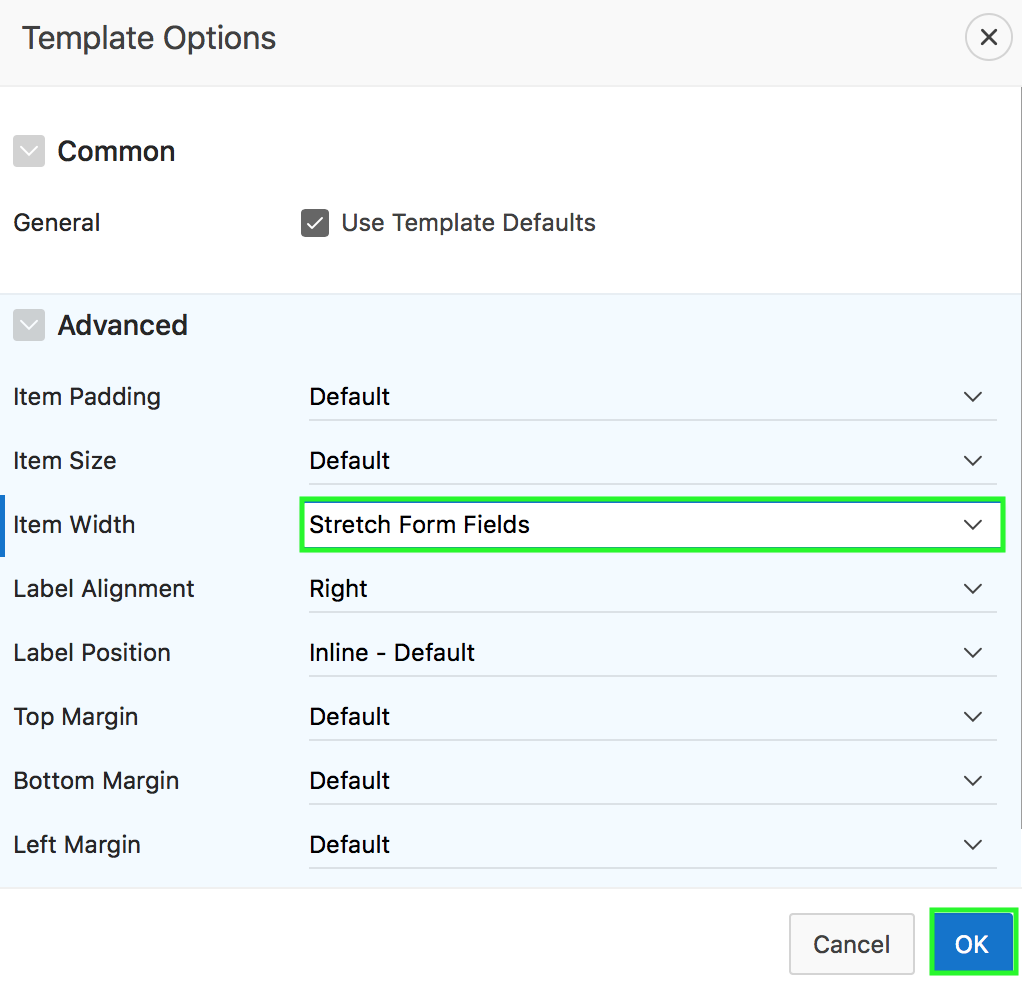 Template Options
Common
General Use Template Defaults
Advanced
Item Padding Default
Item Size Default
Item Width Stretch Form Fields
Label Alignment Right
Label Position Inline - Default
Top Margin Default
Bottom Margin Default
Left Margin Default
Cancel OK